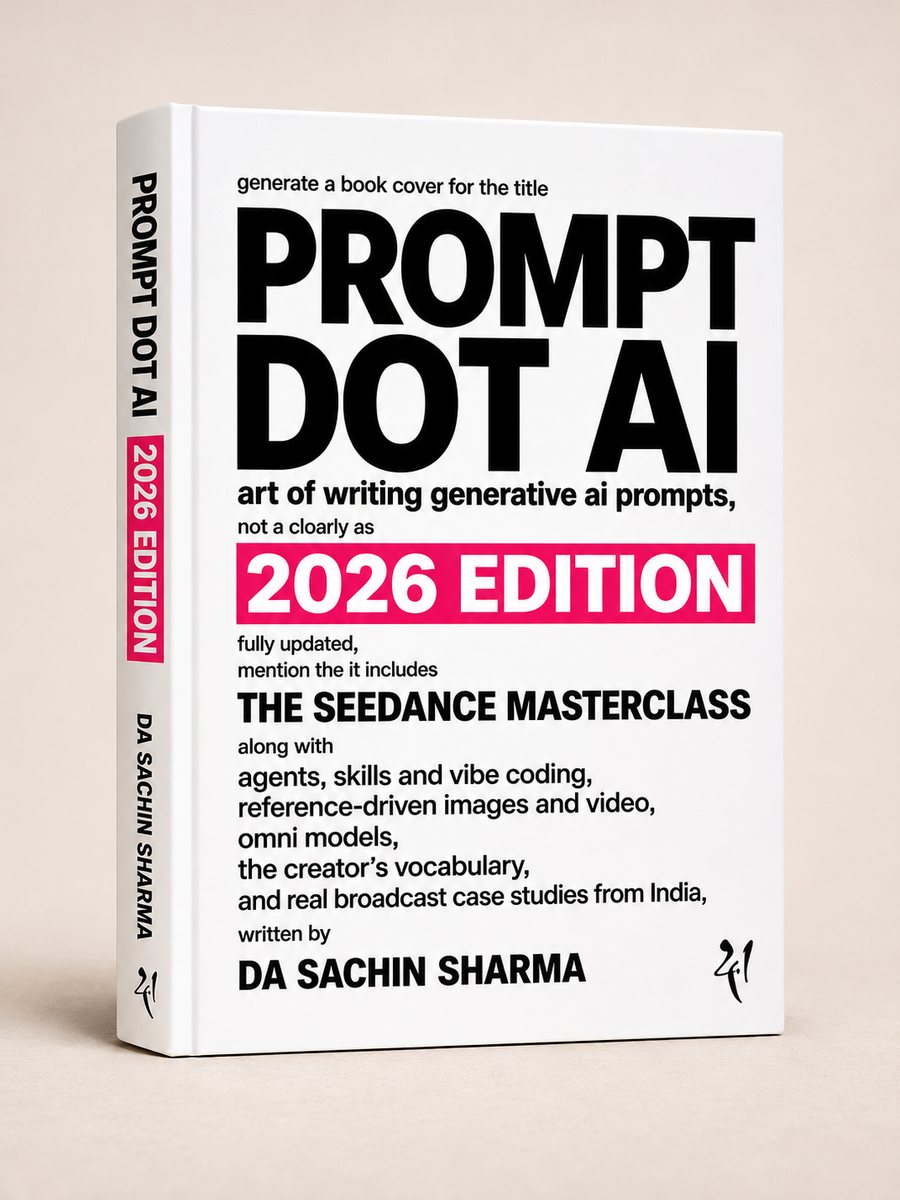 PROMPT DOT AI
2026 EDITION
DA SACHIN SHARMA
generate a book cover for the title
PROMPT
DOT AI
art of writing generative ai prompts,
not a cloarly as
2026 EDITION
fully updated,
mention the it includes
THE SEEDANCE MASTERCLASS
along with
agents, skills and vibe coding,
reference-driven images and video,
omni models,
the creator’s vocabulary,
and real broadcast case studies from India,
written by
DA SACHIN SHARMA